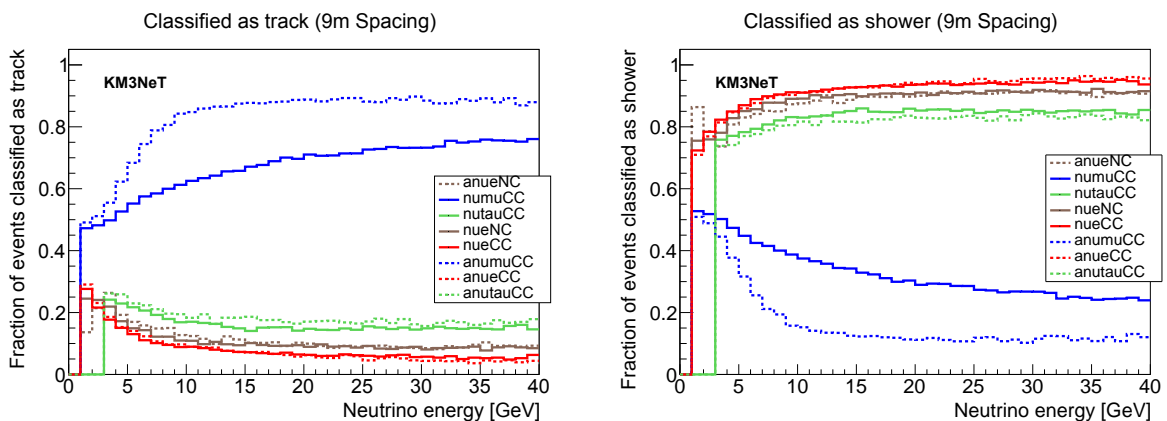 Classified as track (9m Spacing)
Fraction of events classified as track
1
0.8
0.6
0.4
0.2
0
KM3NeT
anueNC
numuCC
nutauCC
nueNC
nueCC
anumuCC
anueCC
anutauCC
0 5 10 15 20 25 30 35 40
Neutrino energy [GeV]
Classified as shower (9m Spacing)
Fraction of events classified as shower
1
0.8
0.6
0.4
0.2
0
KM3NeT
anueNC
numuCC
nutauCC
nueNC
nueCC
anumuCC
anueCC
anutauCC
0 5 10 15 20 25 30 35 40
Neutrino energy [GeV]